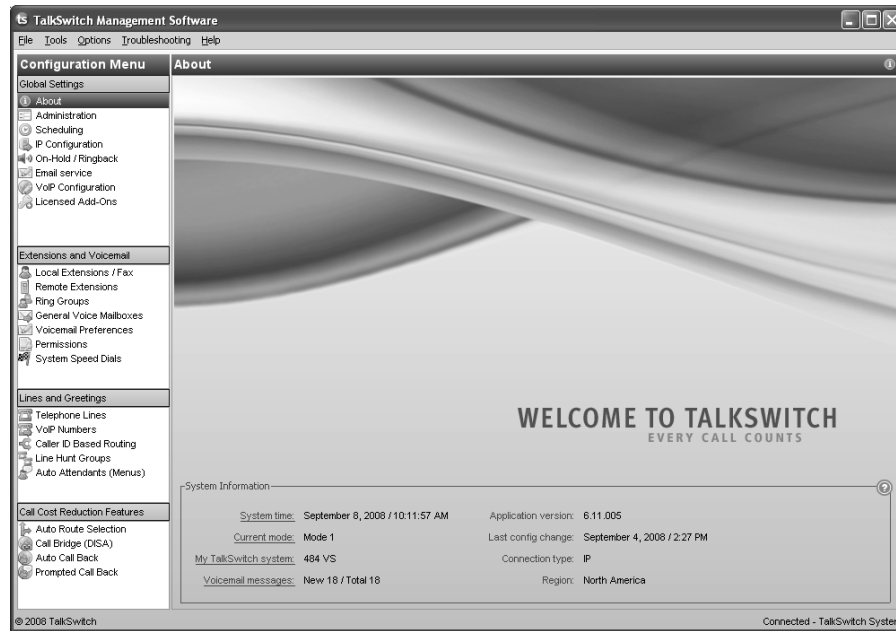 ts TalkSwitch Management Software
File Tools Options Troubleshooting Help
Configuration Menu
Global Settings
About
Administration
Scheduling
IP Configuration
On-Hold / Ringback
Email service
VoIP Configuration
Licensed Add-Ons
Extensions and Voicemail
Local Extensions / Fax
Remote Extensions
Ring Groups
General Voice Mailboxes
Voicemail Preferences
Permissions
System Speed Dials
Lines and Greetings
Telephone Lines
VoIP Numbers
Caller ID Based Routing
Line Hunt Groups
Auto Attendants (Menus)
Call Cost Reduction Features
Auto Route Selection
Call Bridge (DISA)
Auto Call Back
Prompted Call Back
About
WELCOME TO TALKSWITCH
EVERY CALL COUNTS
System Information
System time: September 8, 2008 / 10:11:57 AM
Current mode: Mode 1
My TalkSwitch system: 484 VS
Voicemail messages: New 18 / Total 18
Application version: 6.11.005
Last config change: September 4, 2008 / 2:27 PM
Connection type: IP
Region: North America
© 2008 TalkSwitch
Connected - TalkSwitch